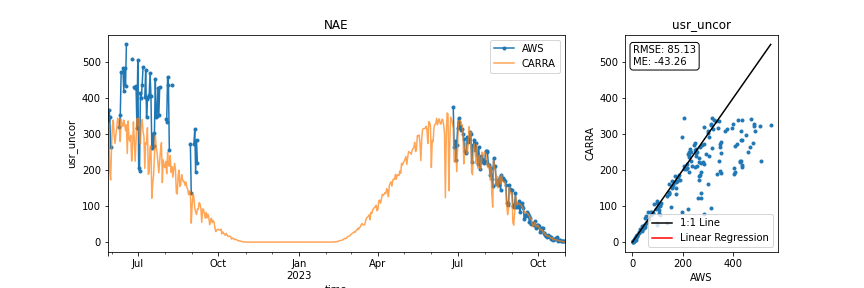 NAE
usr_uncor
500
400
300
200
100
0
usr_uncor
AWS
CARRA
Jul
Oct
Jan
2023
Apr
Jul
Oct
time
usr_uncor
500
400
300
200
100
0
CARRA
RMSE: 85.13
ME: -43.26
1:1 Line
Linear Regression
0
200
400
AWS